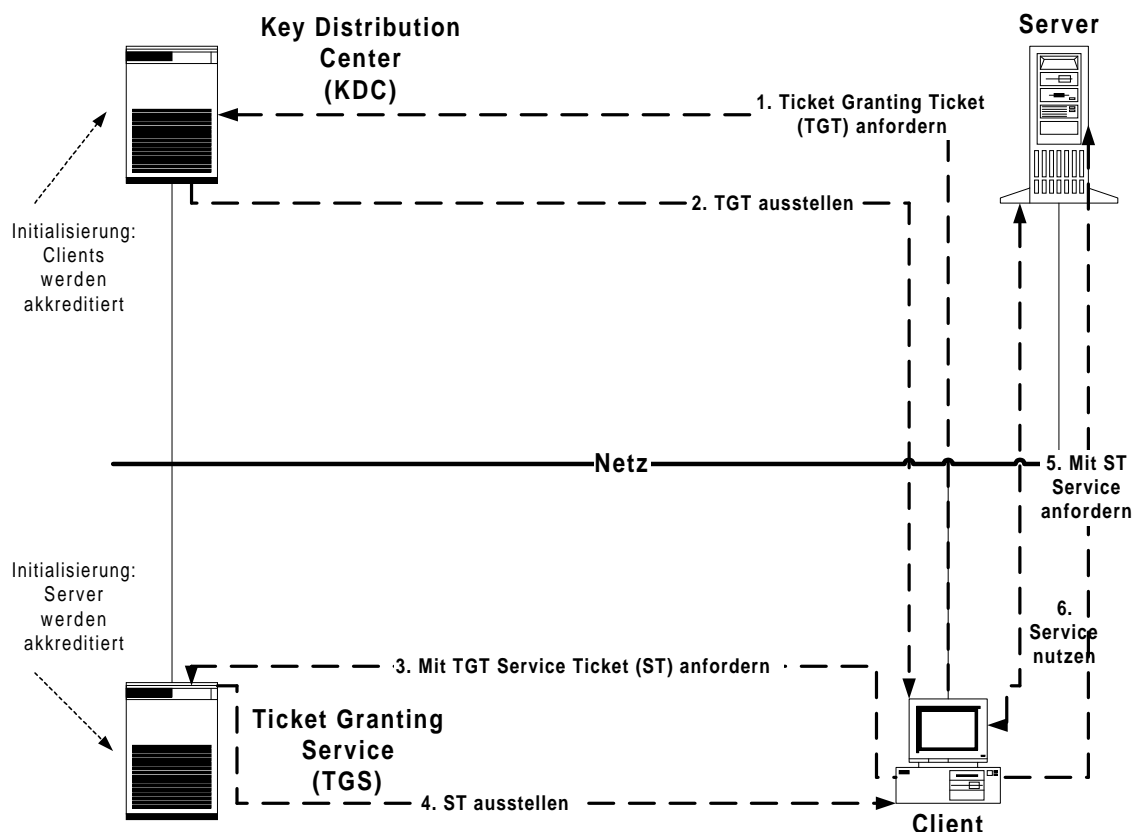 Key Distribution
Center
(KDC)
Server
1. Ticket Granting Ticket
(TGT) anfordern
2. TGT ausstellen
Initialisierung:
Clients
werden
akkreditiert
Netz
5. Mit ST
Service
anfordern
Initialisierung:
Server
werden
akkreditiert
6.
Service
nutzen
3. Mit TGT Service Ticket (ST) anfordern
Ticket Granting
Service
(TGS)
4. ST ausstellen
Client